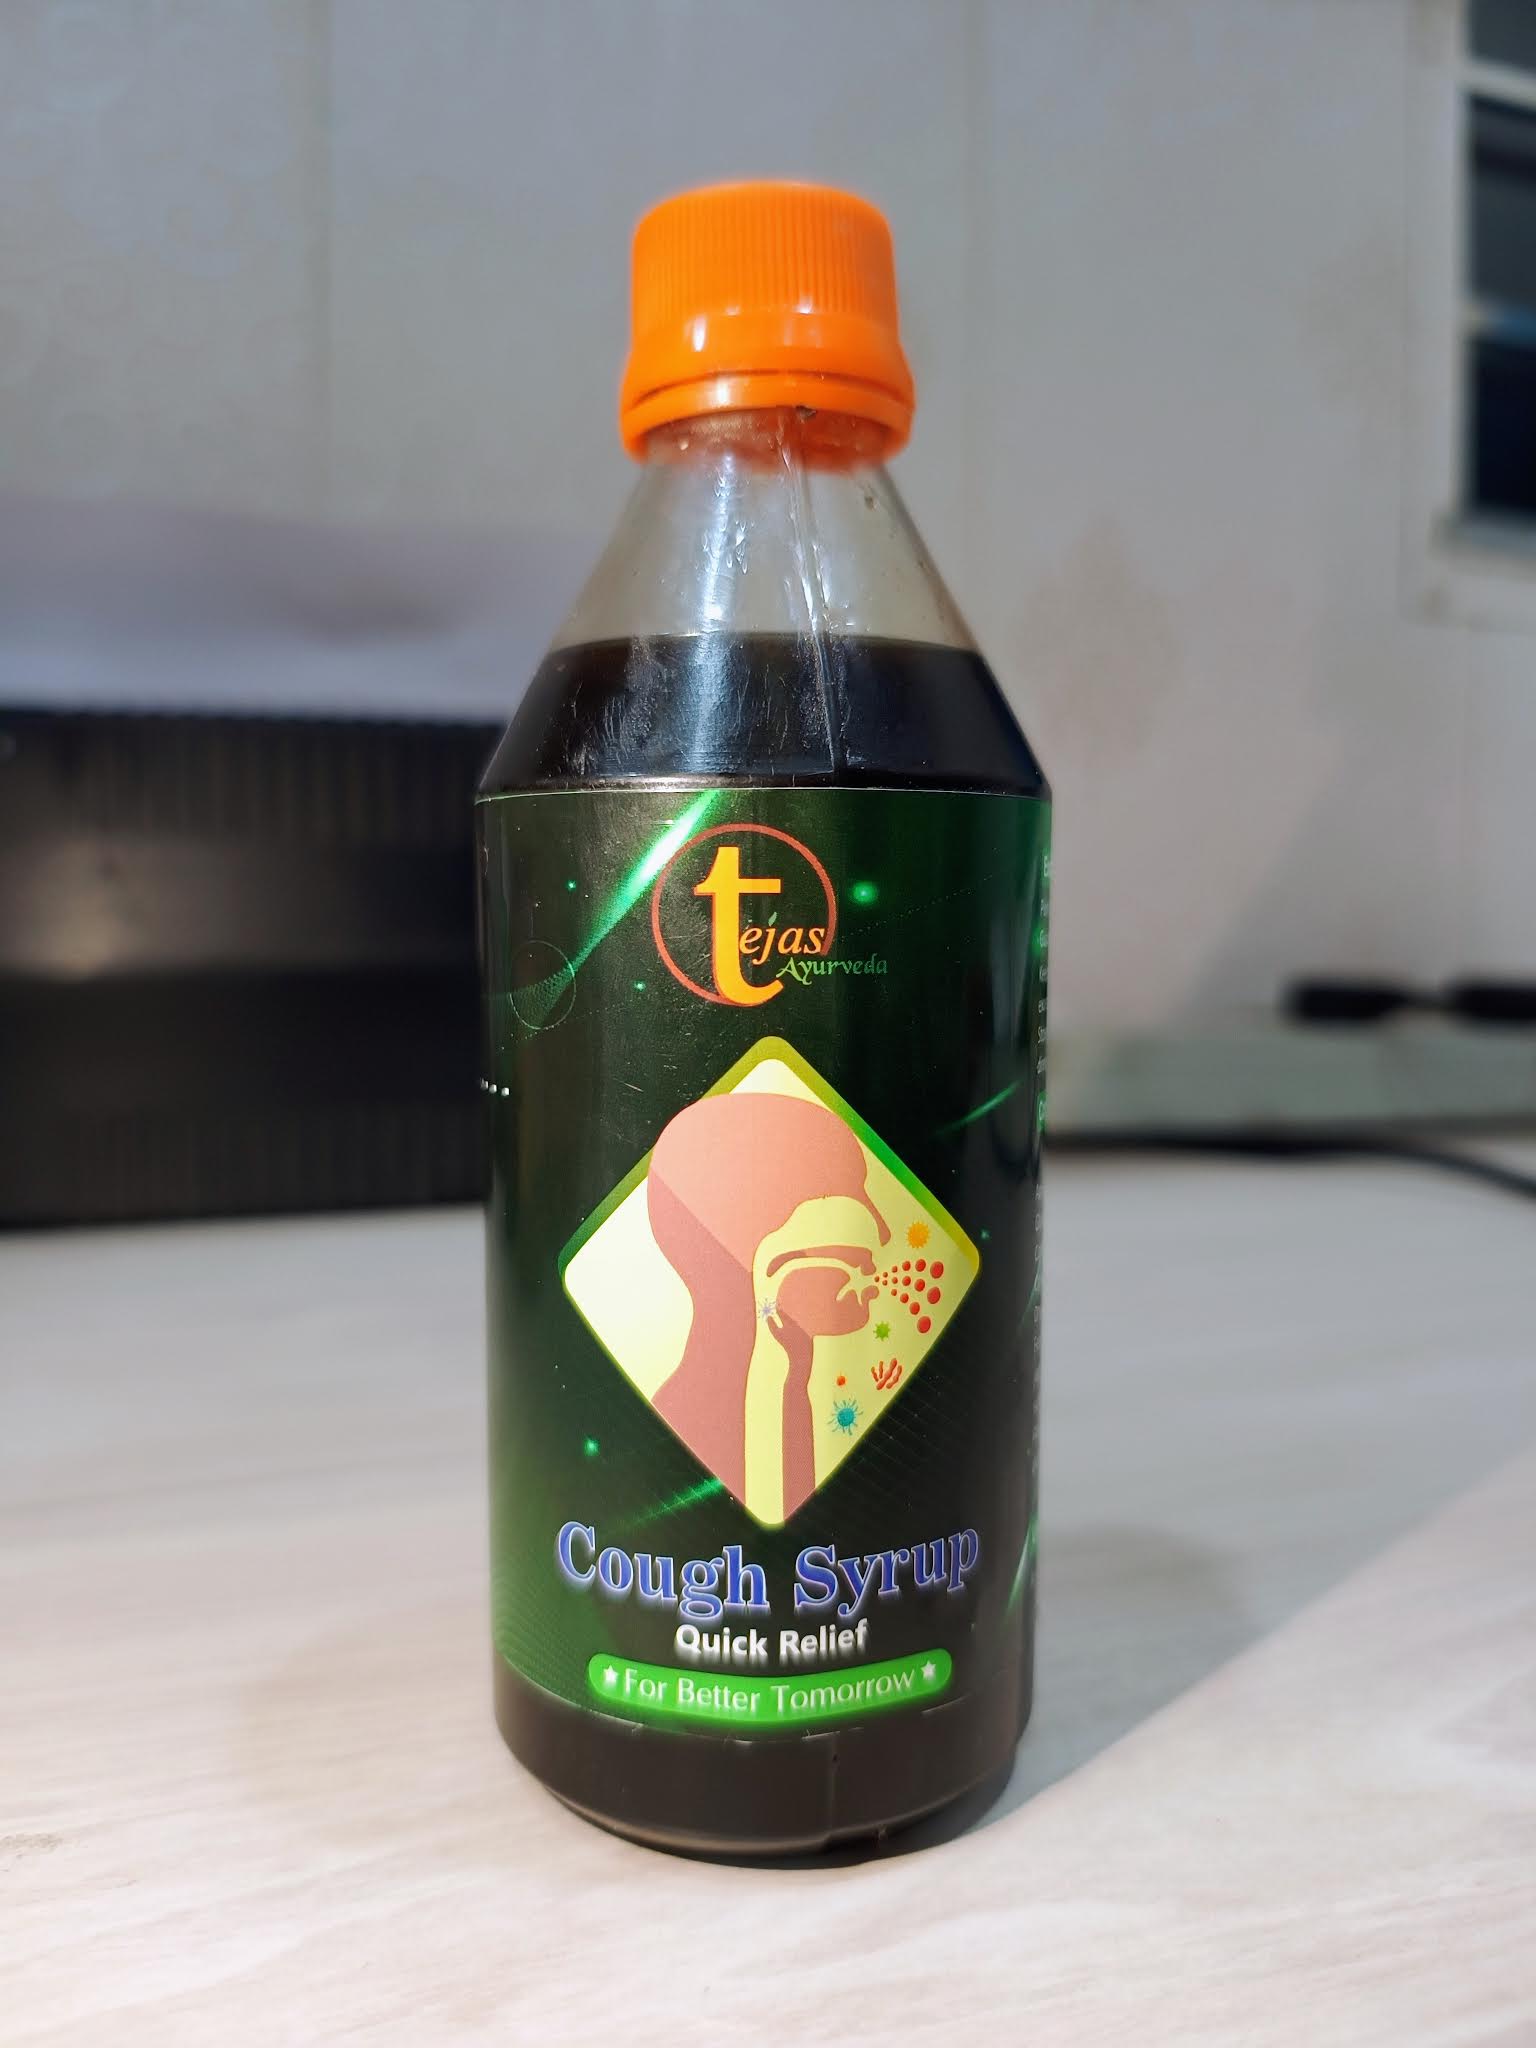 tejas
Ayurveda
Cough Syrup
Quick Relief
For Better Tomorrow